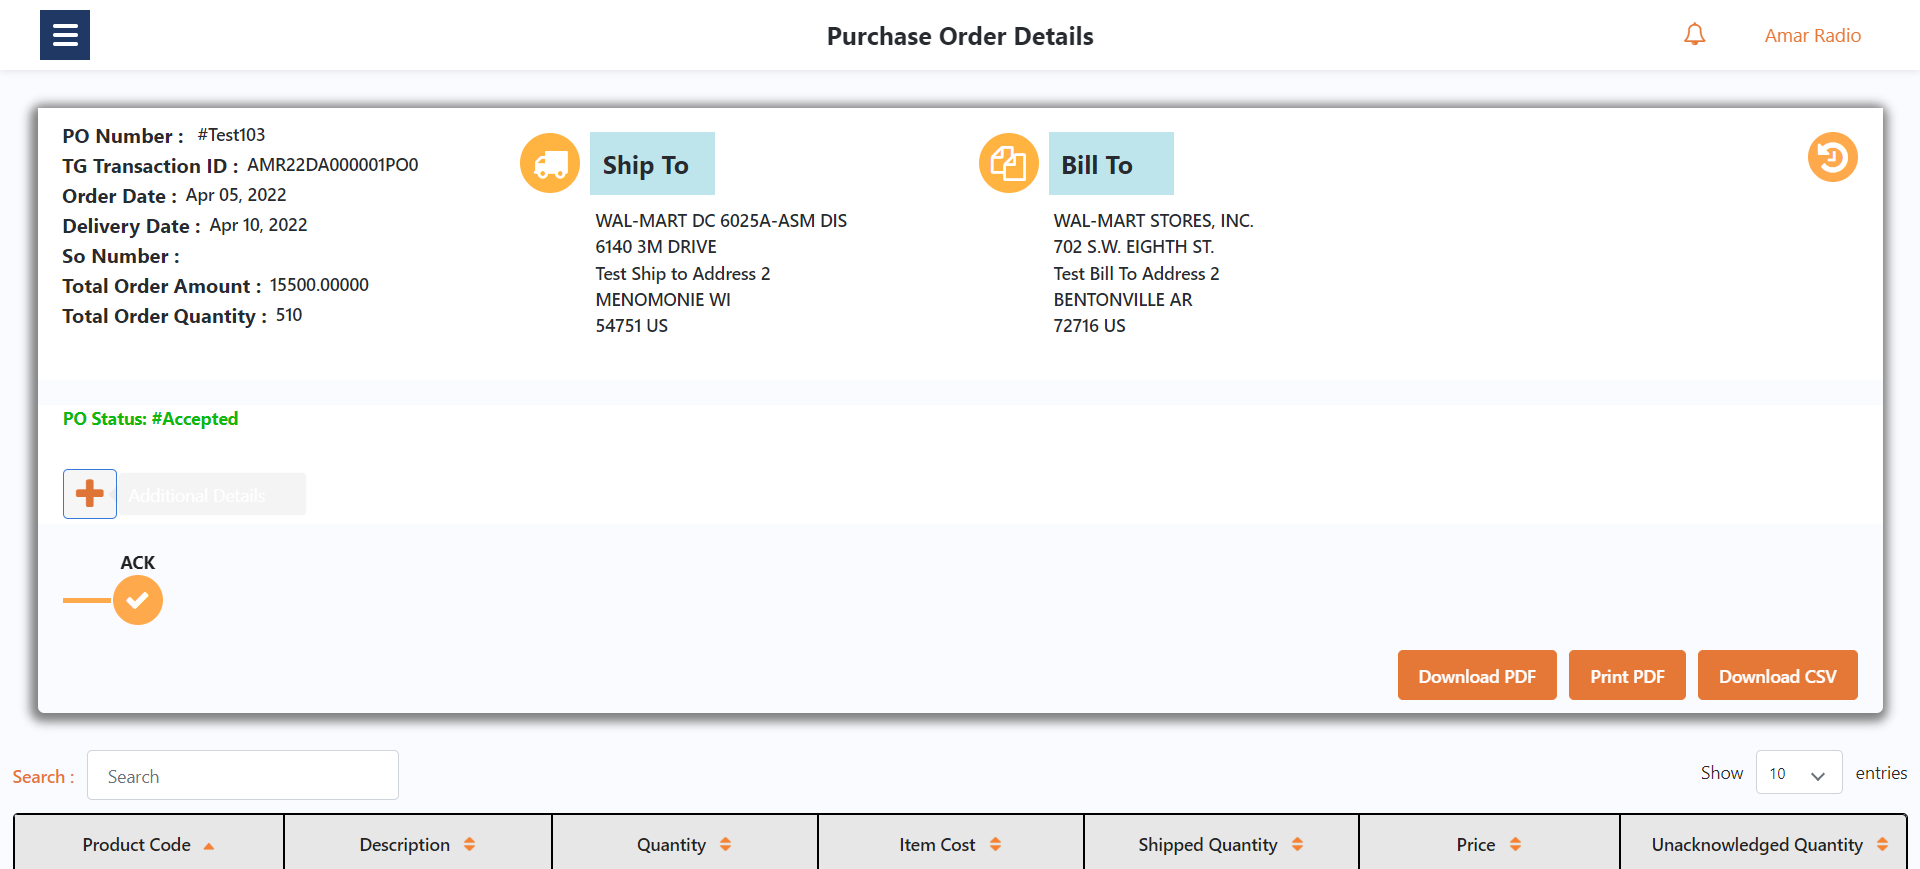 Purchase Order Details
Amar Radio
PO Number : #Test103
TG Transaction ID : AMR22DA000001PO0
Order Date : Apr 05, 2022
Delivery Date : Apr 10, 2022
So Number :
Total Order Amount : 15500.00000
Total Order Quantity : 510
Ship To
WAL-MART DC 6025A-ASM DIS
6140 3M DRIVE
Test Ship to Address 2
MENOMONIE WI
54751 US
Bill To
WAL-MART STORES, INC.
702 S.W. EIGHTH ST.
Test Bill To Address 2
BENTONVILLE AR
72716 US
PO Status: #Accepted
Additional Details
ACK
Download PDF Print PDF Download CSV
Search : Search
Show 10 entries
Product Code Description Quantity Item Cost Shipped Quantity Price Unacknowledged Quantity